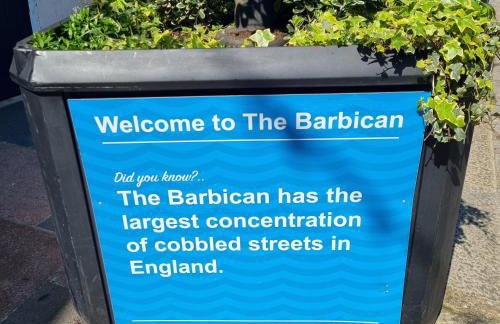 Welcome to The Barbican
Did you know?..
The Barbican has the
largest concentration
of cobbled streets in
England.